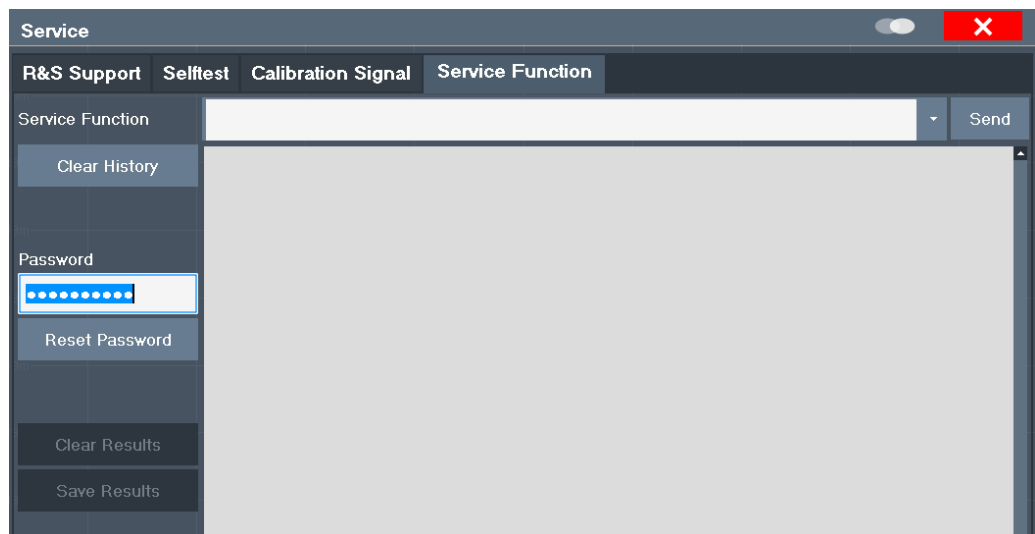 Service
R&S Support Selftest Calibration Signal Service Function
Service Function
Send
Clear History
Password
••••••••••
Reset Password
Clear Results
Save Results